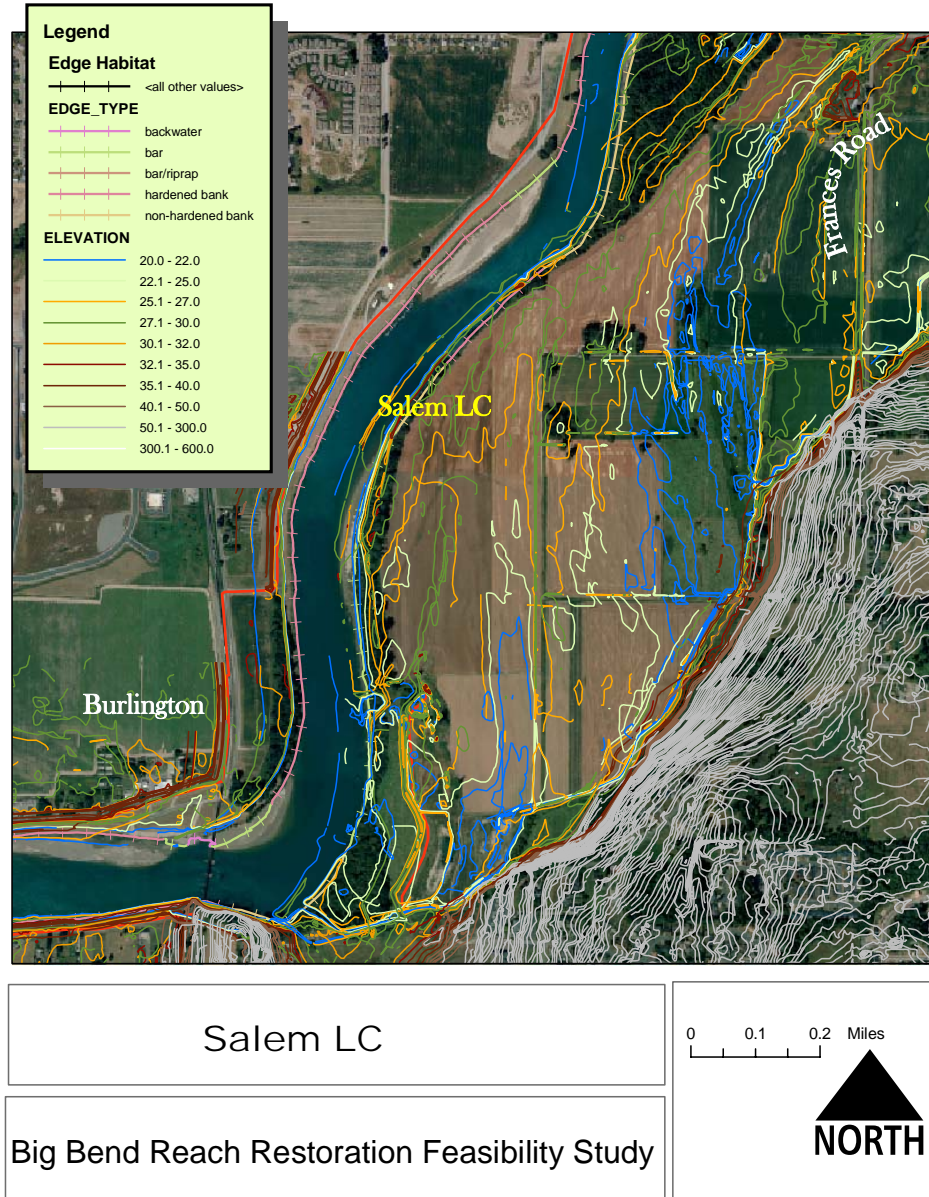 Legend
Edge Habitat
<all other values>
EDGE_TYPE
backwater
bar
bar/riprap
hardened bank
non-hardened bank
ELEVATION
20.0 - 22.0
22.1 - 25.0
25.1 - 27.0
27.1 - 30.0
30.1 - 32.0
32.1 - 35.0
35.1 - 40.0
40.1 - 50.0
50.1 - 300.0
300.1 - 600.0
Frances Road
Salem LC
Burlington
Salem LC
0 0.1 0.2 Miles
NORTH
Big Bend Reach Restoration Feasibility Study